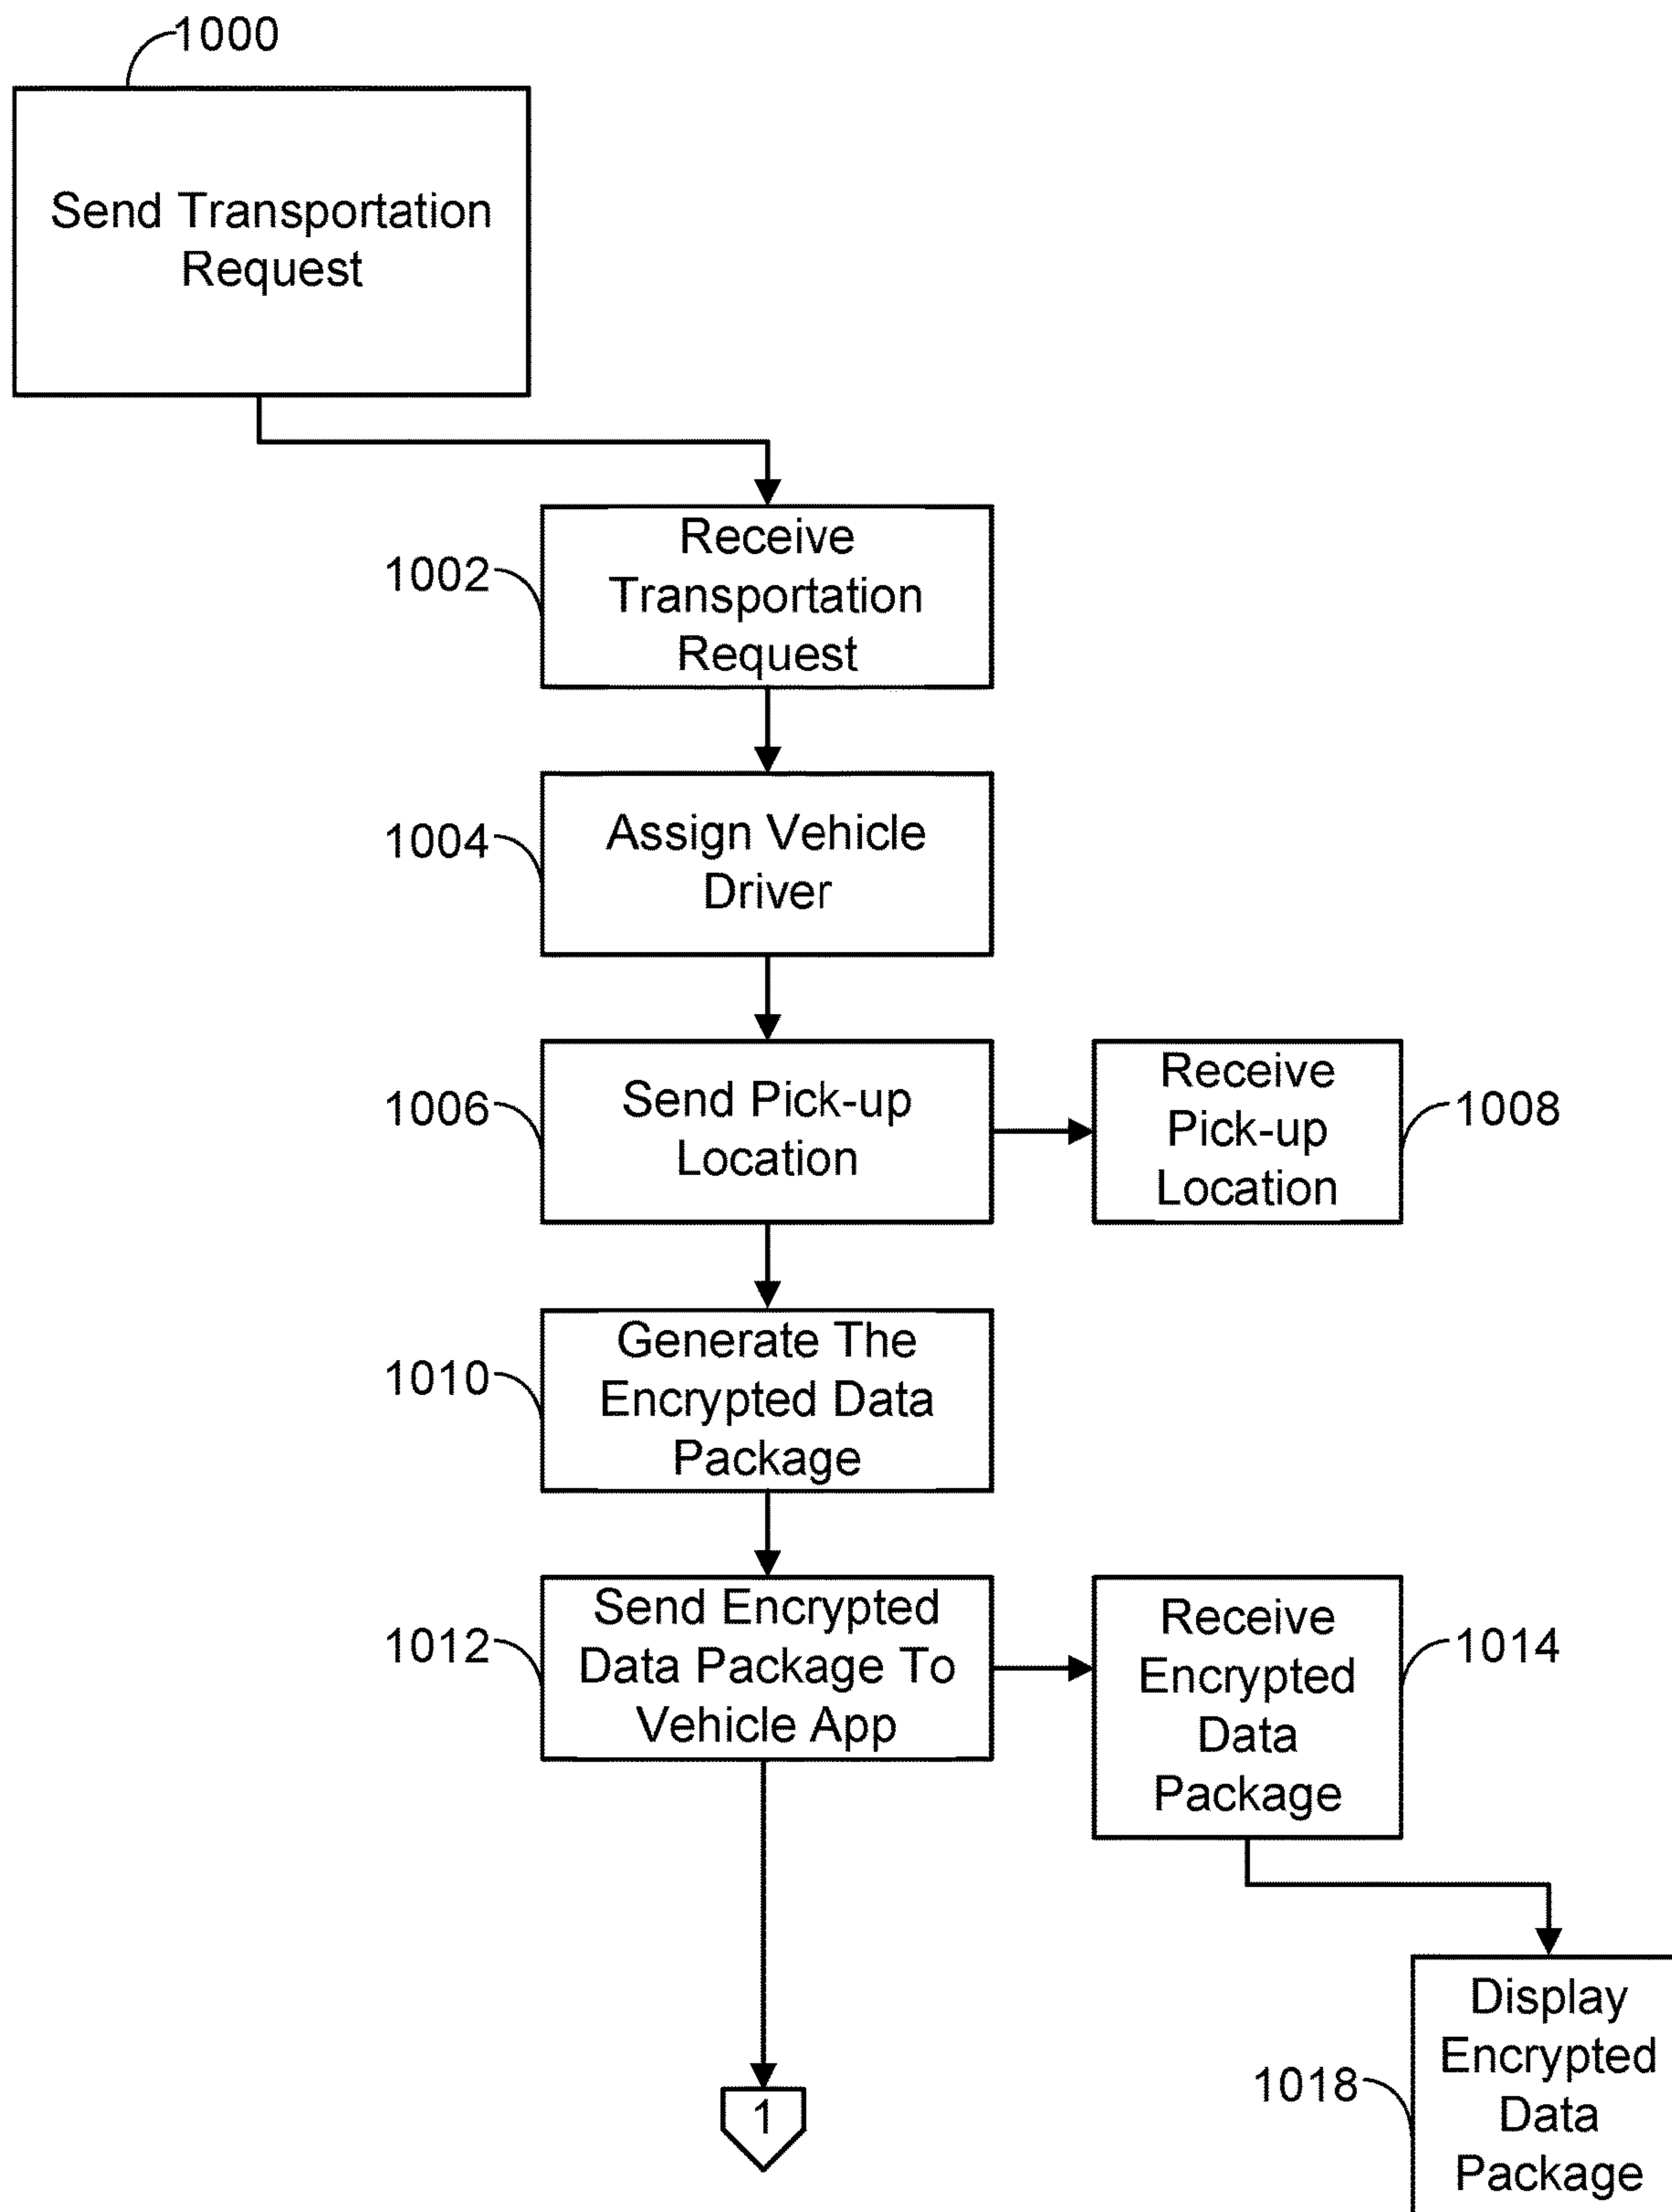 1000
Send Transportation
Request
1002
Receive
Transportation
Request
1004
Assign Vehicle
Driver
1006
Send Pick-up
Location
Receive
Pick-up
Location
1008
1010
Generate The
Encrypted Data
Package
1012
Send Encrypted
Data Package To
Vehicle App
Receive
Encrypted
Data
Package
1014
1018
Display
Encrypted
Data
Package
1